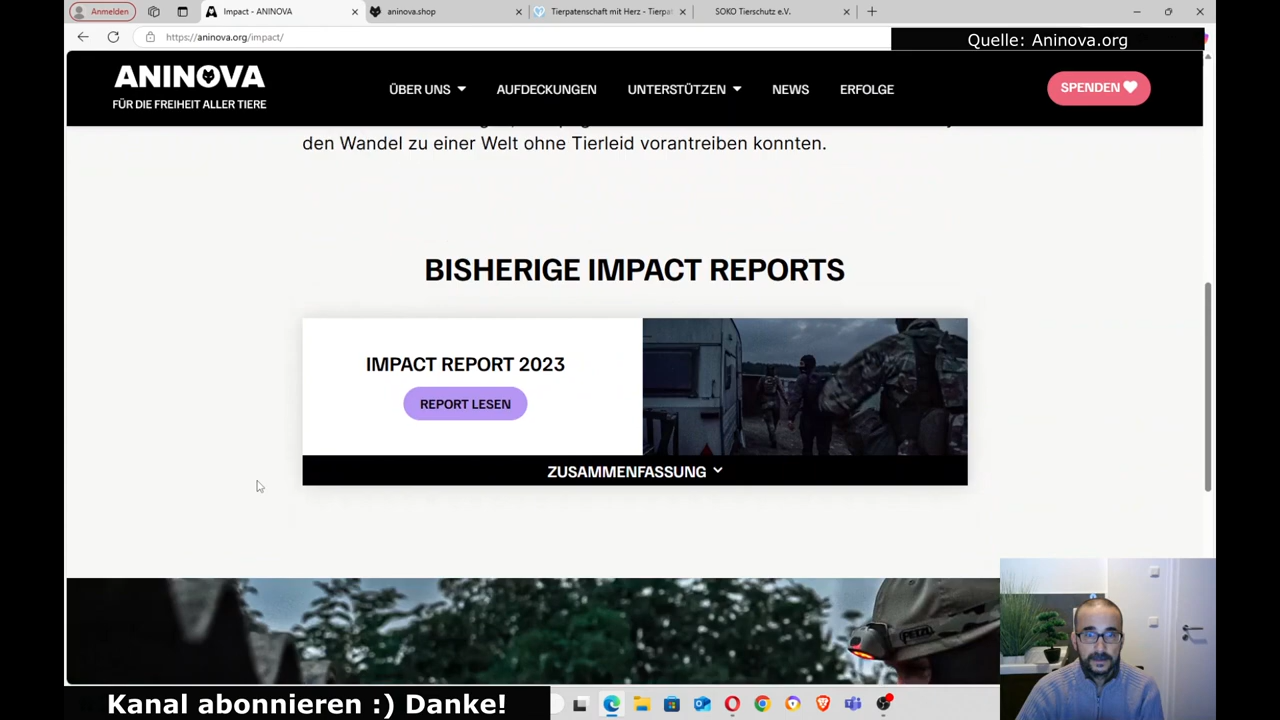 Anmelden
Impact - ANINOVA
aninova.shop
Tierpatenschaft mit Herz - Tierpat
SOKO Tierschutz e.V.
https://aninova.org/impact/
Quelle: Aninova.org
ANINOVA
FÜR DIE FREIHEIT ALLER TIERE
ÜBER UNS
AUFDECKUNGEN
UNTERSTÜTZEN
NEWS
ERFOLGE
SPENDEN
den Wandel zu einer Welt ohne Tierleid vorantreiben konnten.
BISHERIGE IMPACT REPORTS
IMPACT REPORT 2023
REPORT LESEN
ZUSAMMENFASSUNG
PETZL
Kanal abonnieren :) Danke!